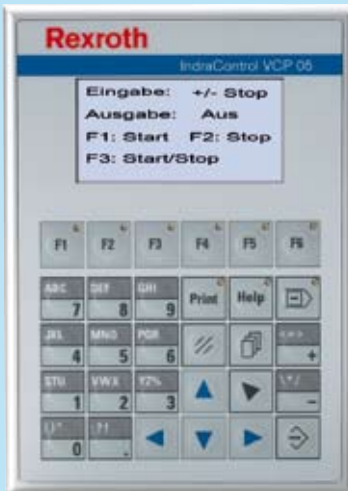 Rexroth
IndraControl VCP 05
Eingabe: +/- Stop
Ausgabe: Aus
F1: Start F2: Stop
F3: Start/Stop
F1 F2 F3 F4 F5 F6
ABC DEF GHI
7 8 9 Print Help
JKL MNO PQR <=>
4 5 6 +
STU VWX YZ% \*/
1 2 3 -
()° :?!
0 .